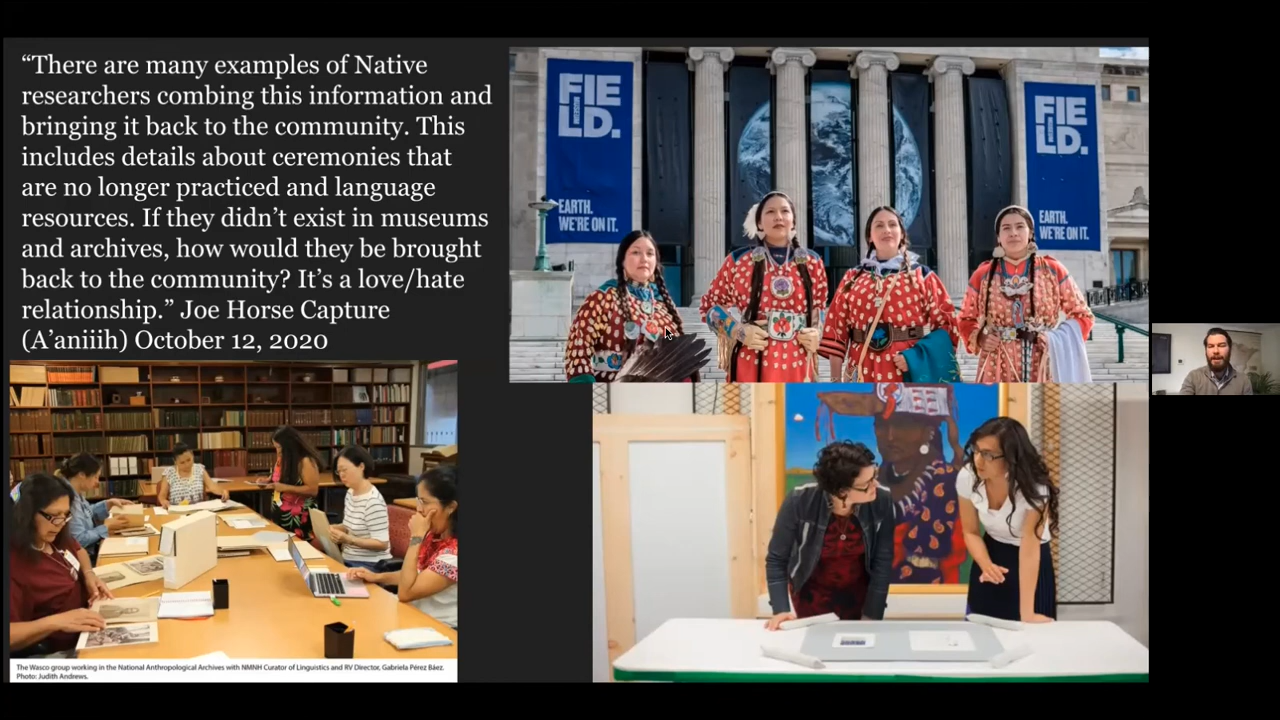 “There are many examples of Native
researchers combing this information and
bringing it back to the community. This
includes details about ceremonies that
are no longer practiced and language
resources. If they didn’t exist in museums
and archives, how would they be brought
back to the community? It’s a love/hate
relationship.” Joe Horse Capture
(A’aniiih) October 12, 2020
FIE
LD.
MUSEUM
EARTH.
WE’RE ON IT.
FIE
LD.
MUSEUM
EARTH.
WE’RE ON IT.
The Wasco group working in the National Anthropological Archives with NMNH Curator of Linguistics and RV Director, Gabriela Pérez Báez.
Photo: Judith Andrews.